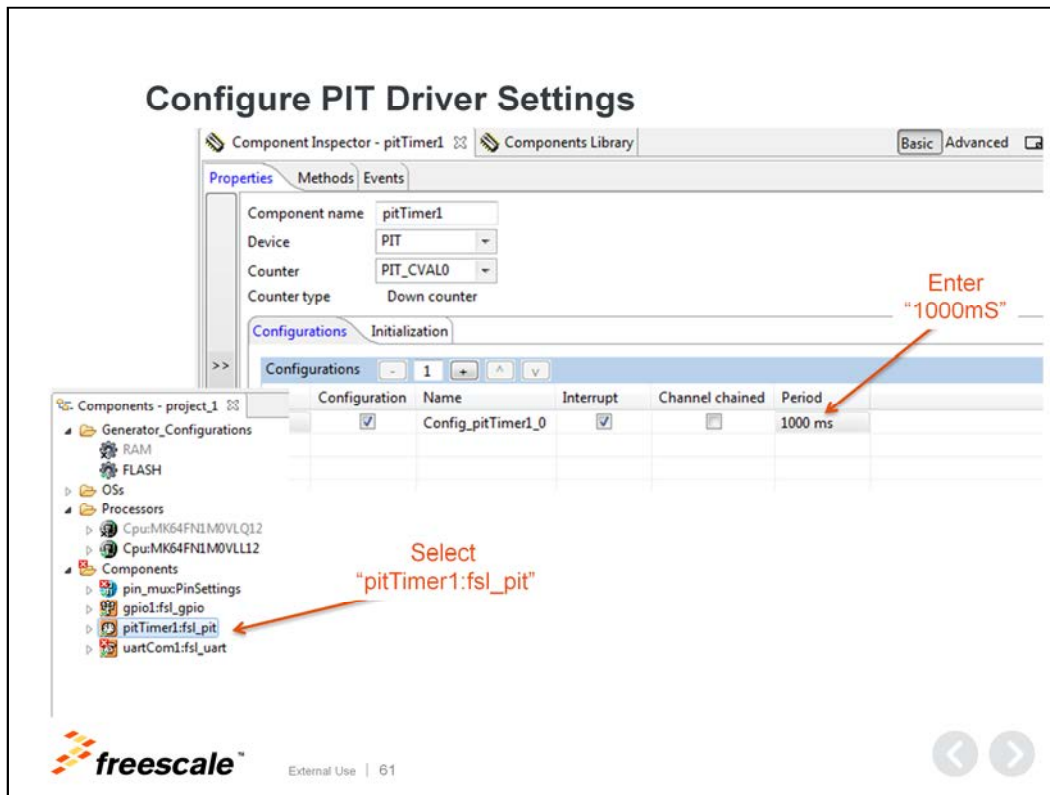 Configure PIT Driver Settings
Component Inspector - pitTimer1
Components Library
Basic Advanced
Properties Methods Events
Component name pitTimer1
Device PIT
Counter PIT_CVAL0
Counter type Down counter
Enter
“1000mS”
Configurations Initialization
>>
Configurations - 1 + ^ v
Configuration Name Interrupt Channel chained Period
Config_pitTimer1_0 1000 ms
Components - project_1
Generator_Configurations
RAM
FLASH
OSs
Processors
Cpu:MK64FN1M0VLQ12
Cpu:MK64FN1M0VLL12
Components
pin_mux:PinSettings
gpio1:fsl_gpio
pitTimer1:fsl_pit
uartCom1:fsl_uart
Select
“pitTimer1:fsl_pit”
freescale™
External Use | 61